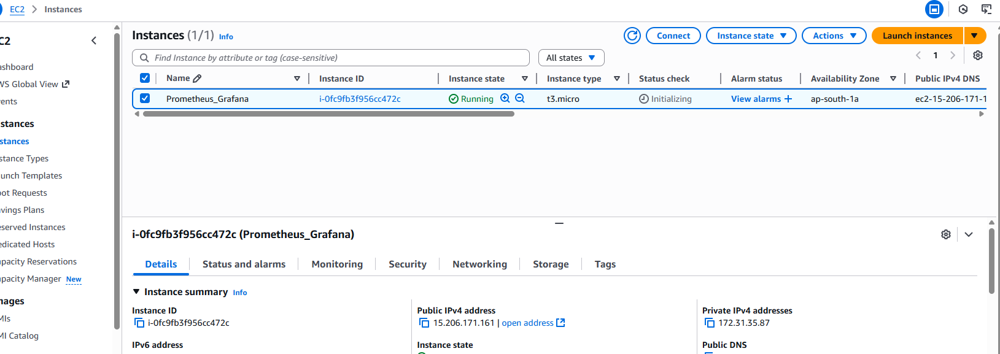 EC2 > Instances
C2
ashboard
WS Global View
ents
stances
stances
stance Types
unch Templates
oot Requests
vings Plans
eserved Instances
edicated Hosts
apacity Reservations
apacity Manager New
nages
MIs
MI Catalog
Instances (1/1) Info
Connect
Instance state
Actions
Launch instances
Find Instance by attribute or tag (case-sensitive)
All states
1
Name Instance ID Instance state Instance type Status check Alarm status Availability Zone Public IPv4 DNS
Prometheus_Grafana i-0fc9fb3f956cc472c Running t3.micro Initializing View alarms + ap-south-1a ec2-15-206-171-1
i-0fc9fb3f956cc472c (Prometheus_Grafana)
Details Status and alarms Monitoring Security Networking Storage Tags
Instance summary Info
Instance ID
i-0fc9fb3f956cc472c
Public IPv4 address
15.206.171.161 | open address
Private IPv4 addresses
172.31.35.87
IPv6 address
Instance state
Public DNS